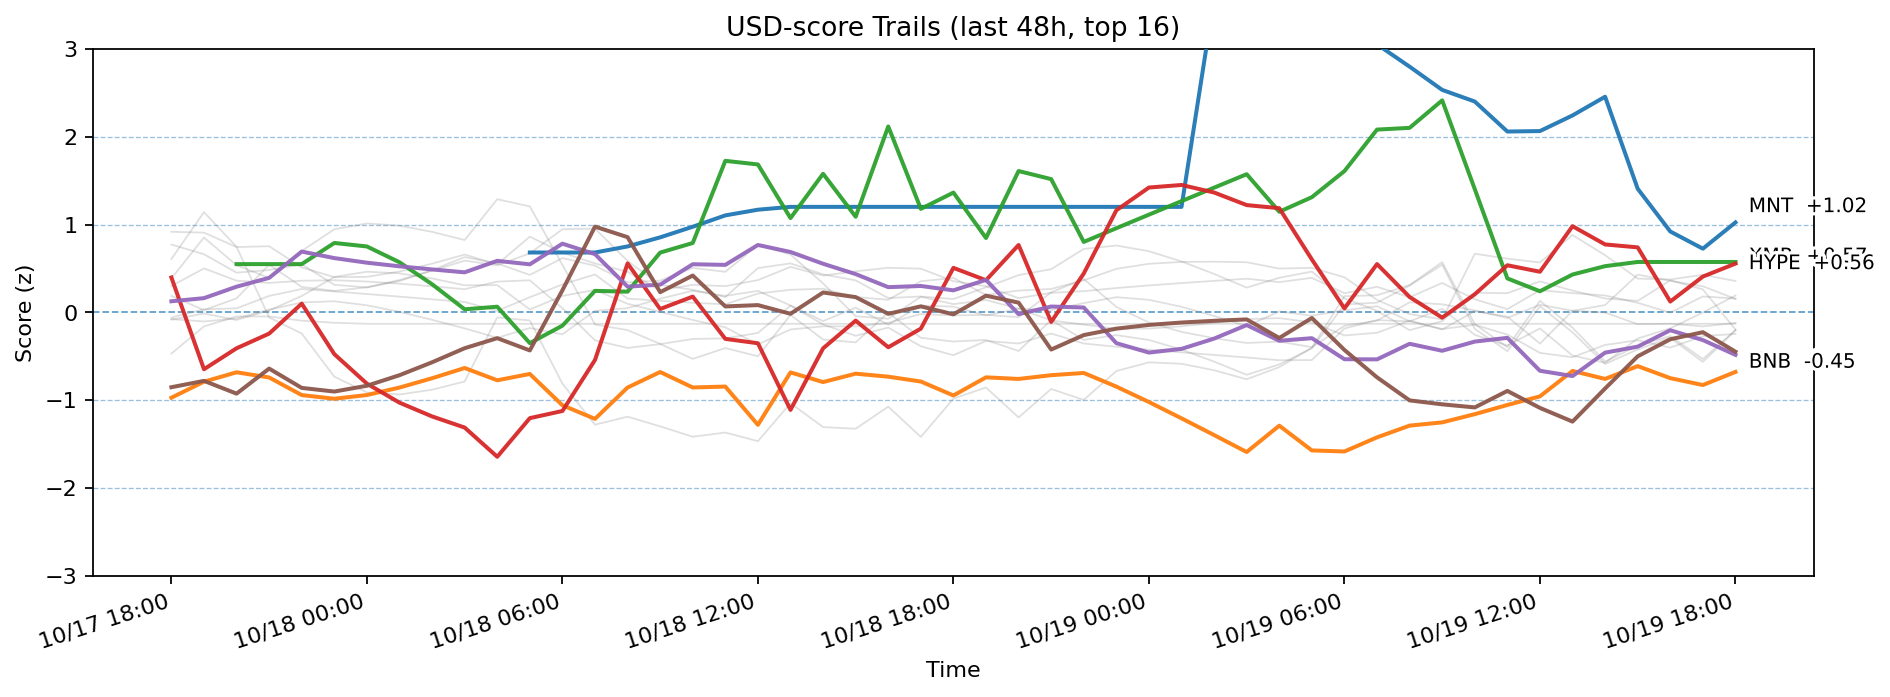 USD-score Trails (last 48h, top 16)
Score (z)
3
2
1
0
−1
−2
−3
MNT +1.02
HYPE +0.56
BNB -0.45
10/17 18:00
10/18 00:00
10/18 06:00
10/18 12:00
10/18 18:00
10/19 00:00
10/19 06:00
10/19 12:00
10/19 18:00
Time